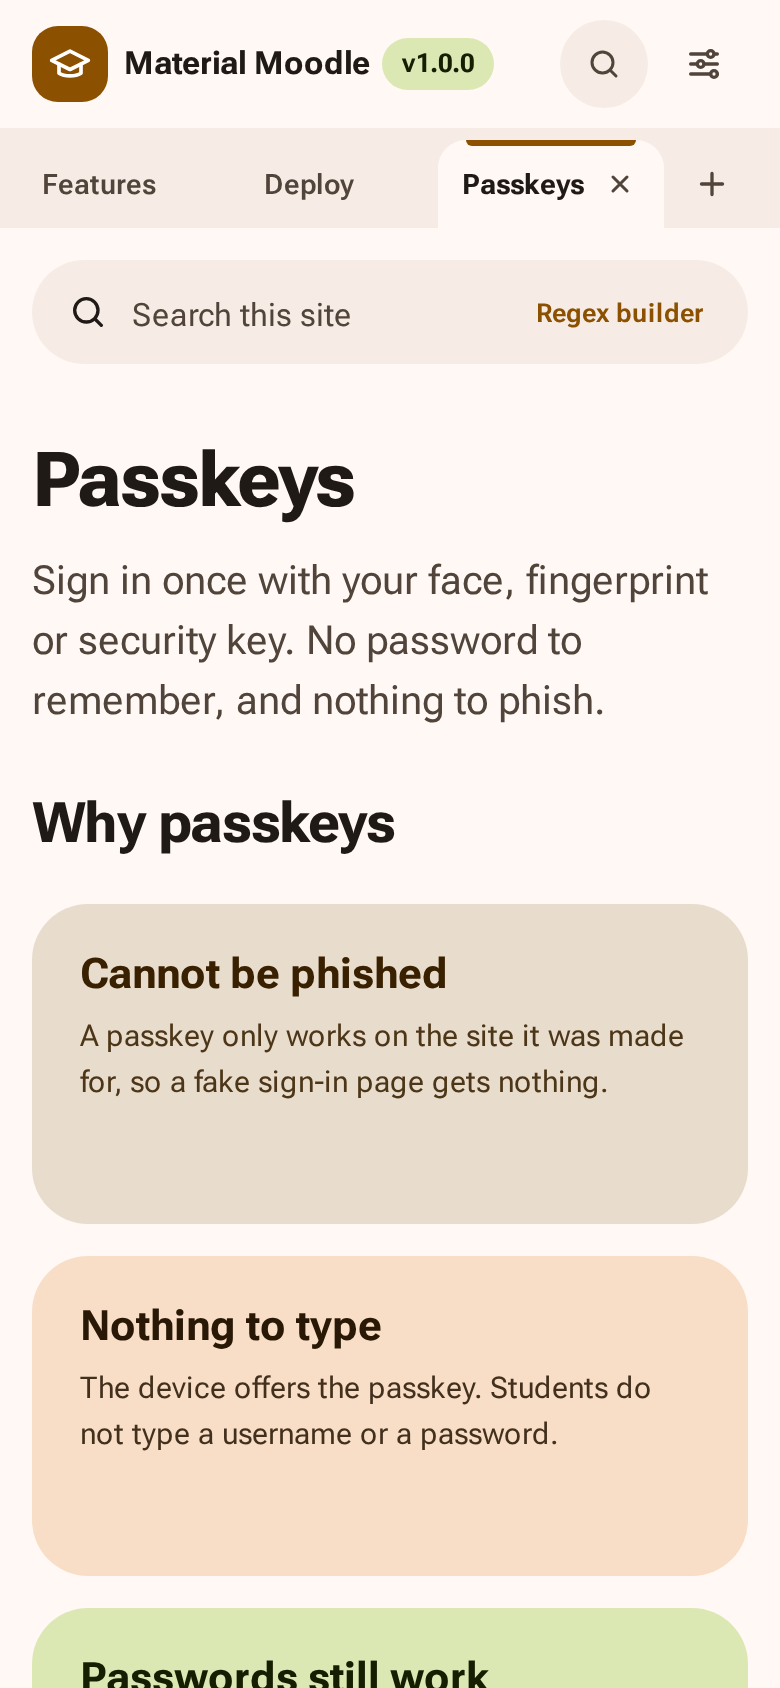 Material Moodle v1.0.0
Features Deploy Passkeys
Search this site Regex builder
Passkeys
Sign in once with your face, fingerprint
or security key. No password to
remember, and nothing to phish.
Why passkeys
Cannot be phished
A passkey only works on the site it was made
for, so a fake sign-in page gets nothing.
Nothing to type
The device offers the passkey. Students do
not type a username or a password.
Passwords still work